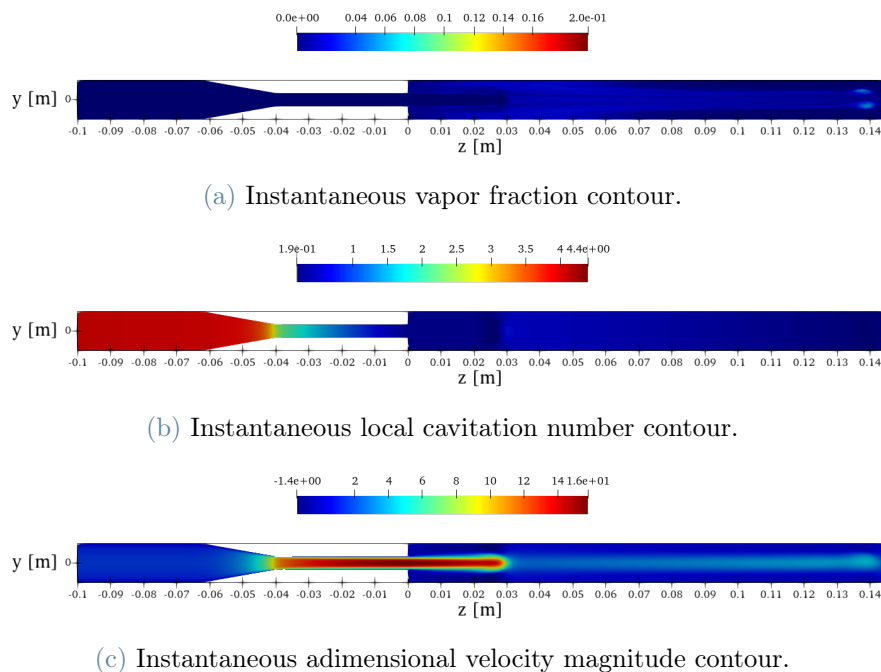 0.0e+00 0.04 0.06 0.08 0.1 0.12 0.14 0.16 2.0e-01
y [m] 0
-0.1 -0.09 -0.08 -0.07 -0.06 -0.05 -0.04 -0.03 -0.02 -0.01 0 0.01 0.02 0.03 0.04 0.05 0.06 0.07 0.08 0.09 0.1 0.11 0.12 0.13 0.14
z [m]
(a) Instantaneous vapor fraction contour.
1.9e-01 1 1.5 2 2.5 3 3.5 4 4.4e+00
y [m] 0
-0.1 -0.09 -0.08 -0.07 -0.06 -0.05 -0.04 -0.03 -0.02 -0.01 0 0.01 0.02 0.03 0.04 0.05 0.06 0.07 0.08 0.09 0.1 0.11 0.12 0.13 0.14
z [m]
(b) Instantaneous local cavitation number contour.
-1.4e+00 2 4 6 8 10 12 14 1.6e+01
y [m] 0
-0.1 -0.09 -0.08 -0.07 -0.06 -0.05 -0.04 -0.03 -0.02 -0.01 0 0.01 0.02 0.03 0.04 0.05 0.06 0.07 0.08 0.09 0.1 0.11 0.12 0.13 0.14
z [m]
(c) Instantaneous adimensional velocity magnitude contour.